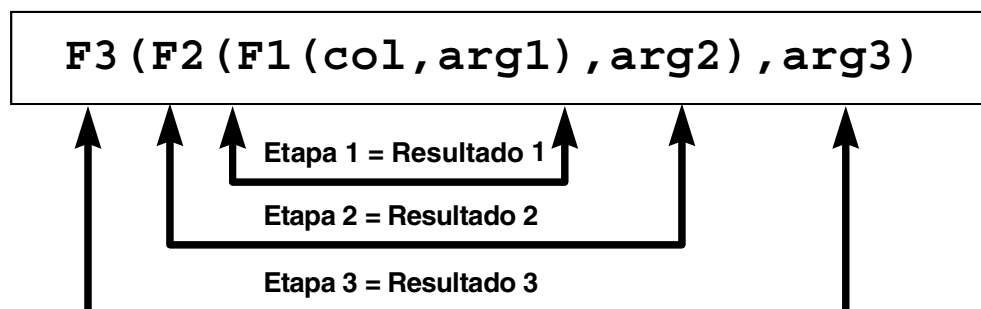 F3(F2(F1(col,arg1),arg2),arg3)
Etapa 1 = Resultado 1
Etapa 2 = Resultado 2
Etapa 3 = Resultado 3